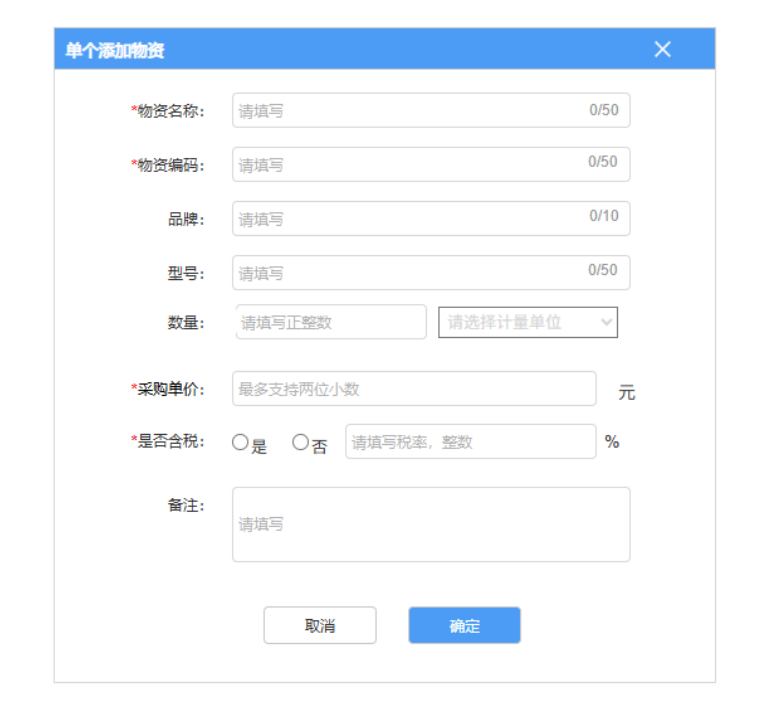 单个添加物资
*物资名称: 请填写 0/50
*物资编码: 请填写 0/50
品牌: 请填写 0/10
型号: 请填写 0/50
数量: 请填写正整数 请选择计量单位
*采购单价: 最多支持两位小数 元
*是否含税: 是 否 请填写税率，整数 %
备注: 请填写
取消 确定